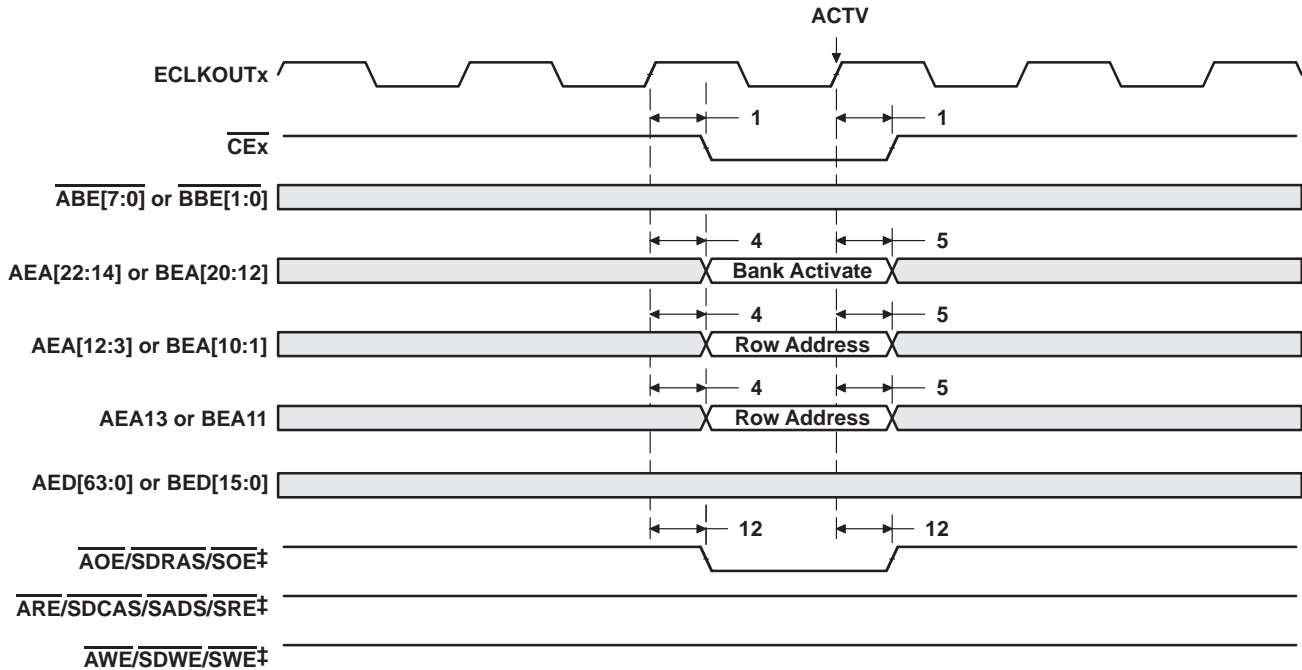 ACTV
ECLKOUTx
1 1
CEx
ABE[7:0] or BBE[1:0]
4 5
AEA[22:14] or BEA[20:12] Bank Activate
4 5
AEA[12:3] or BEA[10:1] Row Address
4 5
AEA13 or BEA11 Row Address
AED[63:0] or BED[15:0]
12 12
AOE/SDRAS/SOE‡
ARE/SDCAS/SADS/SRE‡
AWE/SDWE/SWE‡